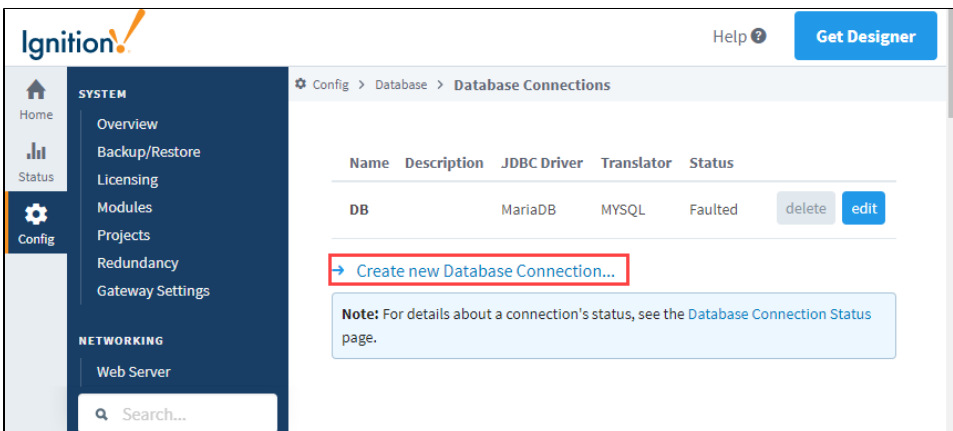 Ignition!
Help ?
Get Designer
Home
Status
Config
SYSTEM
Overview
Backup/Restore
Licensing
Modules
Projects
Redundancy
Gateway Settings
NETWORKING
Web Server
Search...
Config > Database > Database Connections
Name Description JDBC Driver Translator Status
DB MariaDB MYSQL Faulted delete edit
→ Create new Database Connection...
Note: For details about a connection's status, see the Database Connection Status
page.